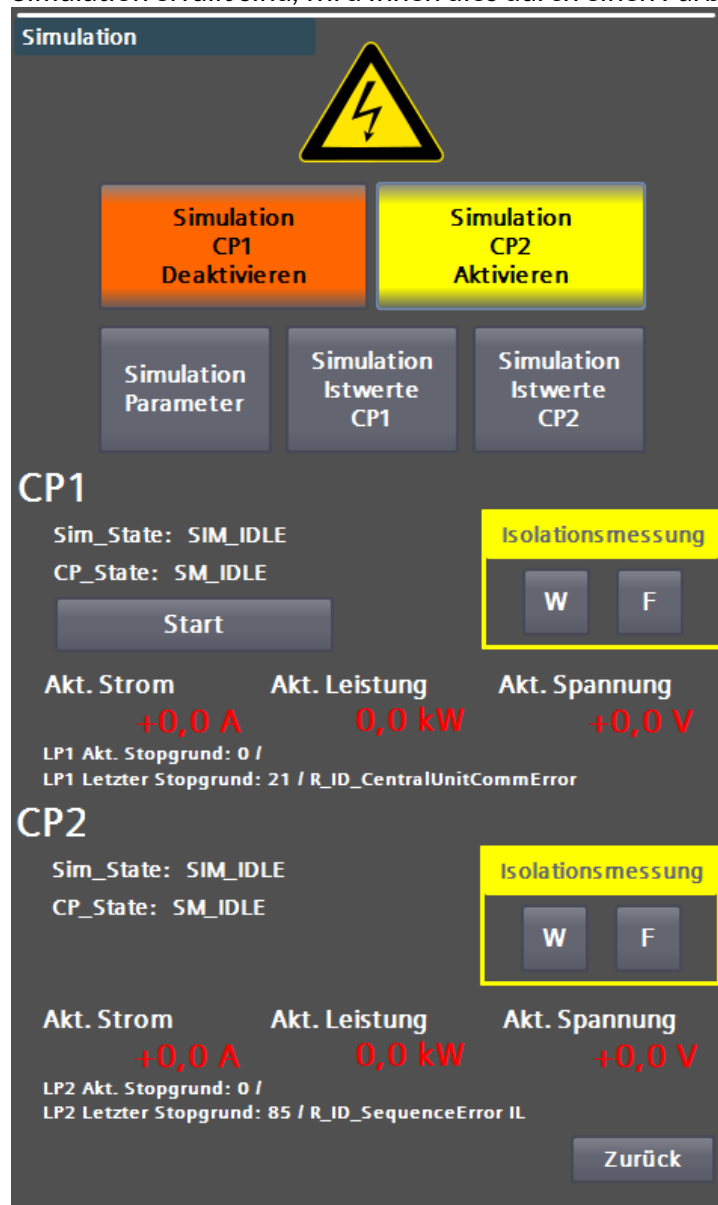 Simulation
Simulation
CP1
Deaktivieren
Simulation
CP2
Aktivieren
Simulation
Parameter
Simulation
Istwerte
CP1
Simulation
Istwerte
CP2
CP1
Sim_State: SIM_IDLE
CP_State: SM_IDLE
Start
Isolationsmessung
W F
Akt. Strom Akt. Leistung Akt. Spannung
+0,0 A 0,0 kW +0,0 V
LP1 Akt. Stopgrund: 0 /
LP1 Letzter Stopgrund: 21 / R_ID_CentralUnitCommError
CP2
Sim_State: SIM_IDLE
CP_State: SM_IDLE
Isolationsmessung
W F
Akt. Strom Akt. Leistung Akt. Spannung
+0,0 A 0,0 kW +0,0 V
LP2 Akt. Stopgrund: 0 /
LP2 Letzter Stopgrund: 85 / R_ID_SequenceError IL
Zurück